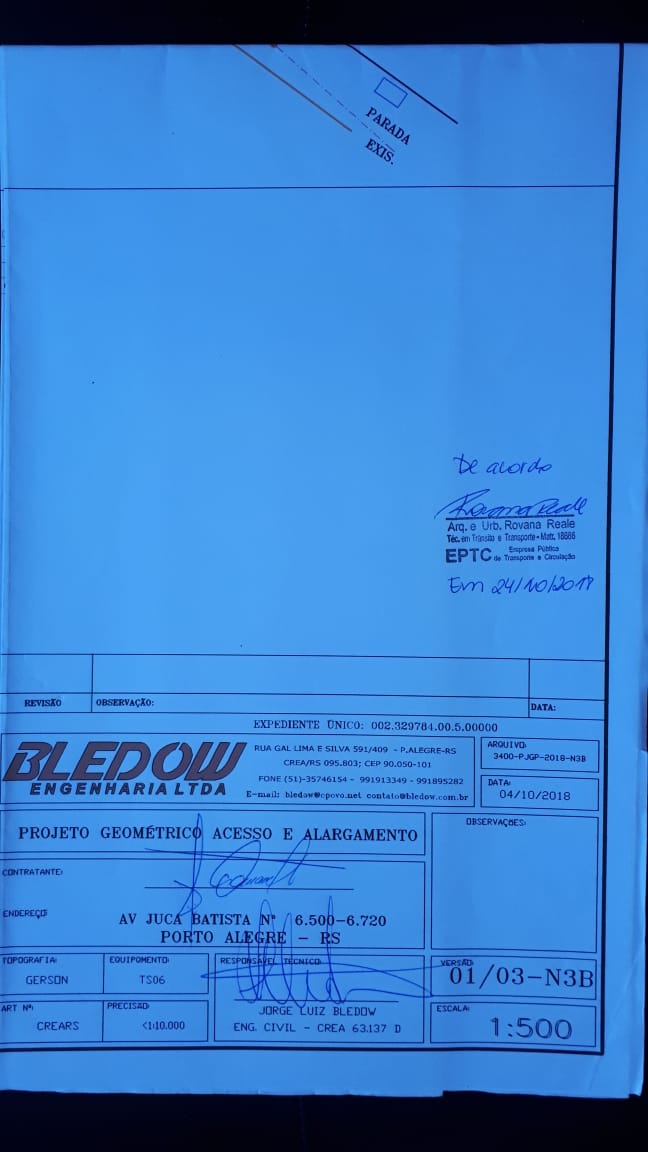 PARADA
EXIS.
De acordo
Rovana Reale
Arq. e Urb. Rovana Reale
Téc. em Trânsito e Transporte - Matr. 18686
EPTC Empresa Pública
de Transporte e Circulação
Em 24/10/2018
REVISÃO
OBSERVAÇÃO:
DATA:
EXPEDIENTE ÚNICO: 002.329784.00.5.00000
BLEDOW
ENGENHARIA LTDA
RUA GAL LIMA E SILVA 591/409 - P.ALEGRE-RS
CREA/RS 095.803; CEP 90.050-101
FONE (51)-35746154 - 991913349 - 991895282
E-mail: bledow@cpovo.net contato@bledow.com.br
ARQUIVO:
3400-PJGP-2018-N3B
DATA:
04/10/2018
PROJETO GEOMÉTRICO ACESSO E ALARGAMENTO
OBSERVAÇÕES:
CONTRATANTE:
ENDEREÇO:
AV JUCA BATISTA Nº 6.500-6.720
PORTO ALEGRE - RS
TOPOGRAFIA:
GERSON
EQUIPOMENTO:
TS06
RESPONSÁVEL TÉCNICO:
JORGE LUIZ BLEDOW
ENG. CIVIL - CREA 63.137 D
VERSÃO:
01/03-N3B
ART Nº:
CREARS
PRECISÃO:
<1:10.000
ESCALA:
1:500